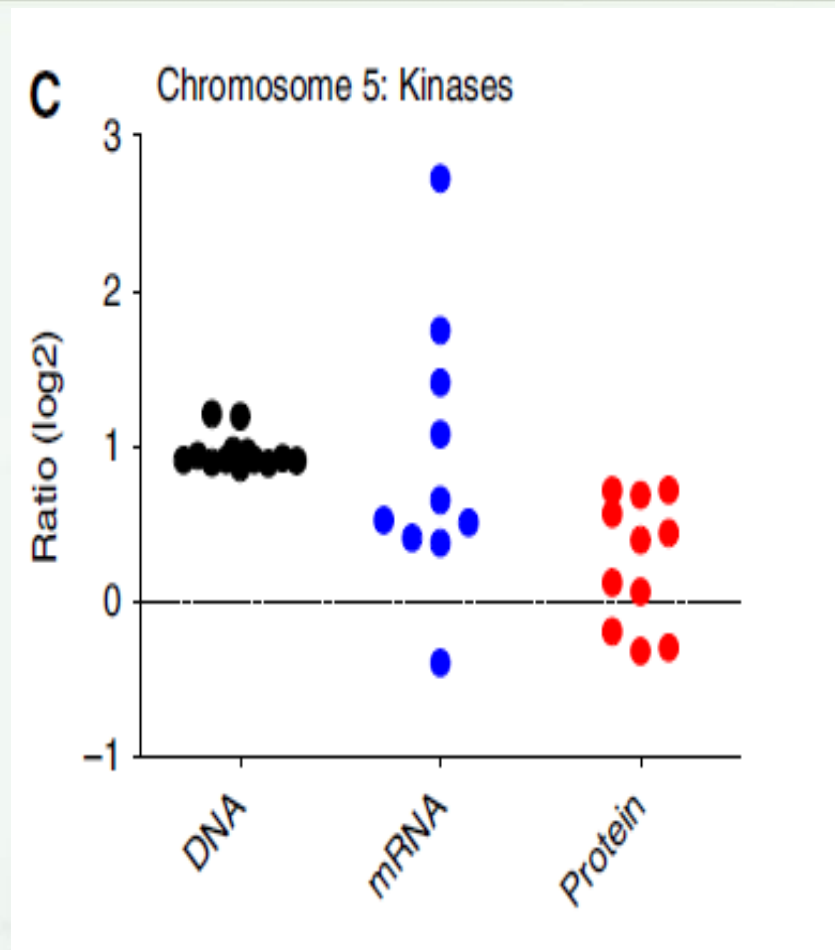 C Chromosome 5: Kinases
3
2
1
0
−1
Ratio (log2)
DNA
mRNA
Protein